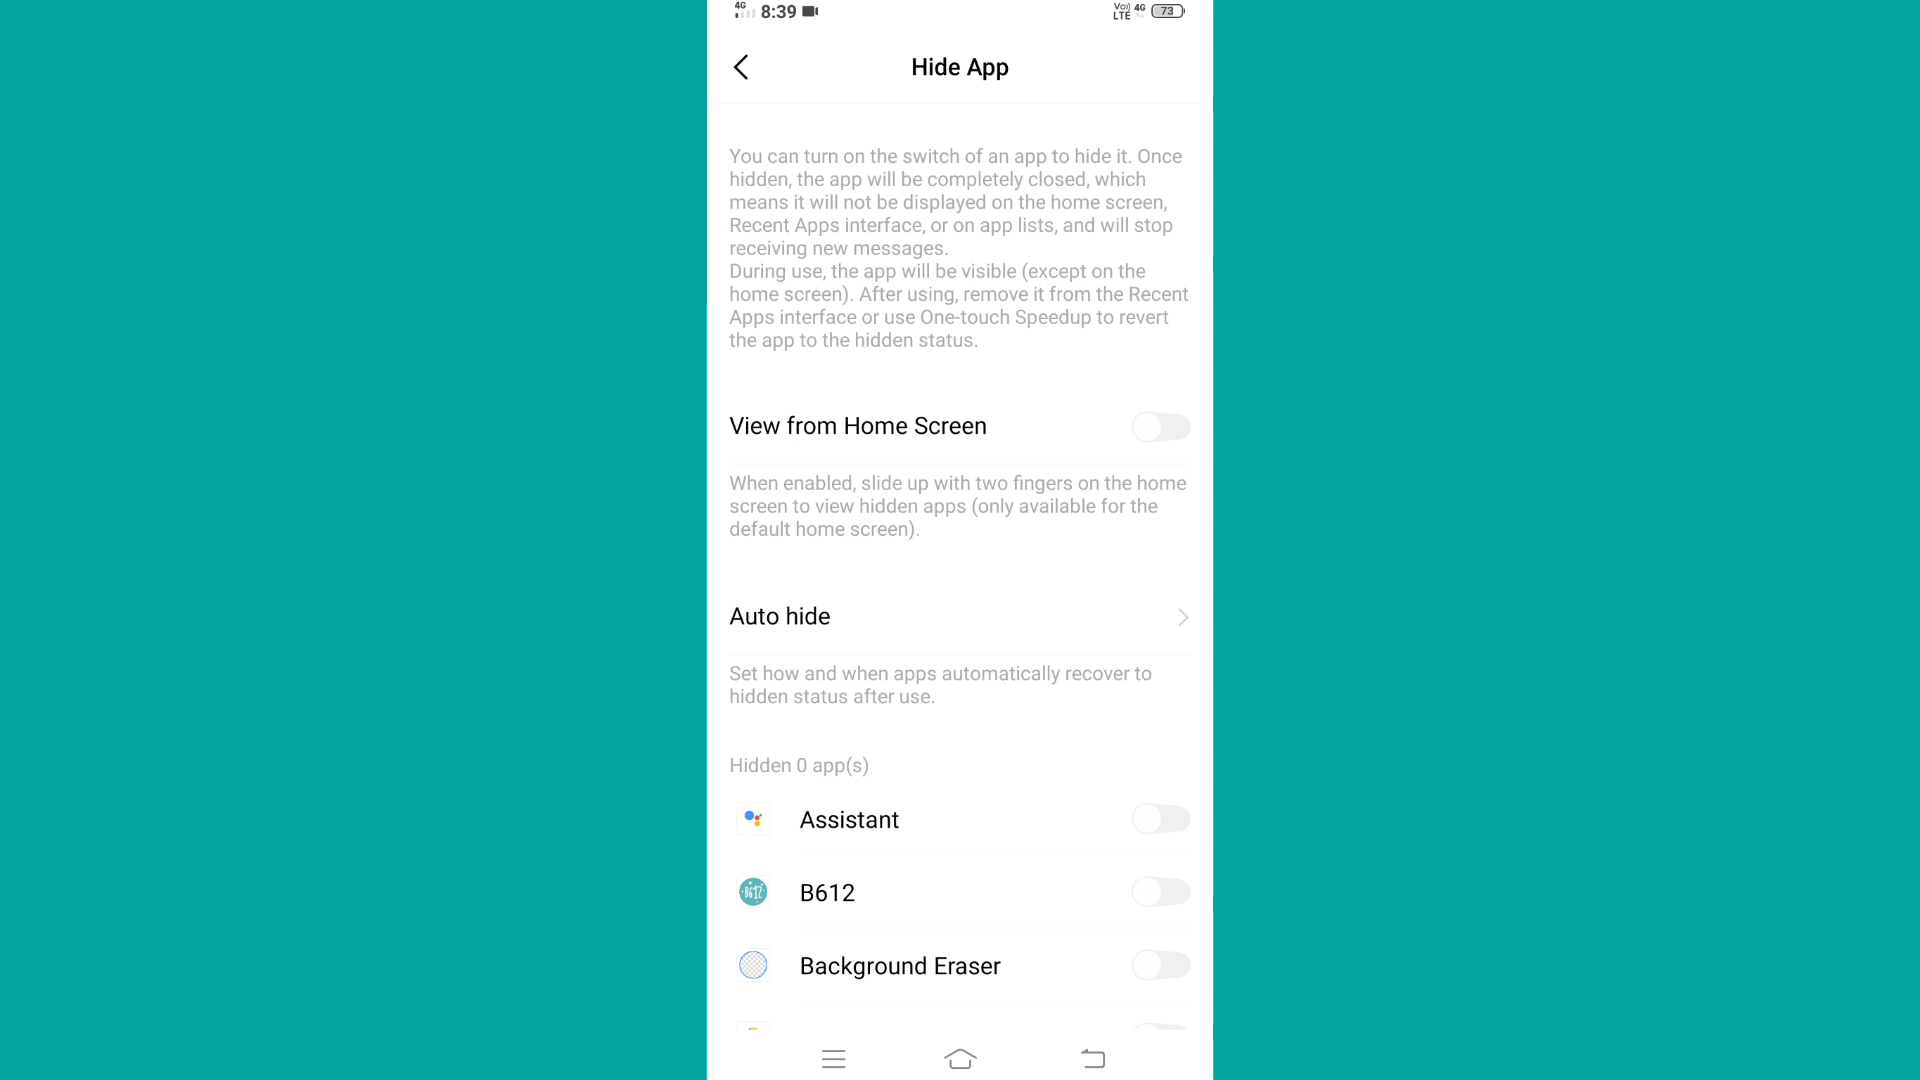 4G 8:39 Vo) LTE 4G 73
Hide App
You can turn on the switch of an app to hide it. Once
hidden, the app will be completely closed, which
means it will not be displayed on the home screen,
Recent Apps interface, or on app lists, and will stop
receiving new messages.
During use, the app will be visible (except on the
home screen). After using, remove it from the Recent
Apps interface or use One-touch Speedup to revert
the app to the hidden status.
View from Home Screen
When enabled, slide up with two fingers on the home
screen to view hidden apps (only available for the
default home screen).
Auto hide
Set how and when apps automatically recover to
hidden status after use.
Hidden 0 app(s)
Assistant
B612 B612
Background Eraser